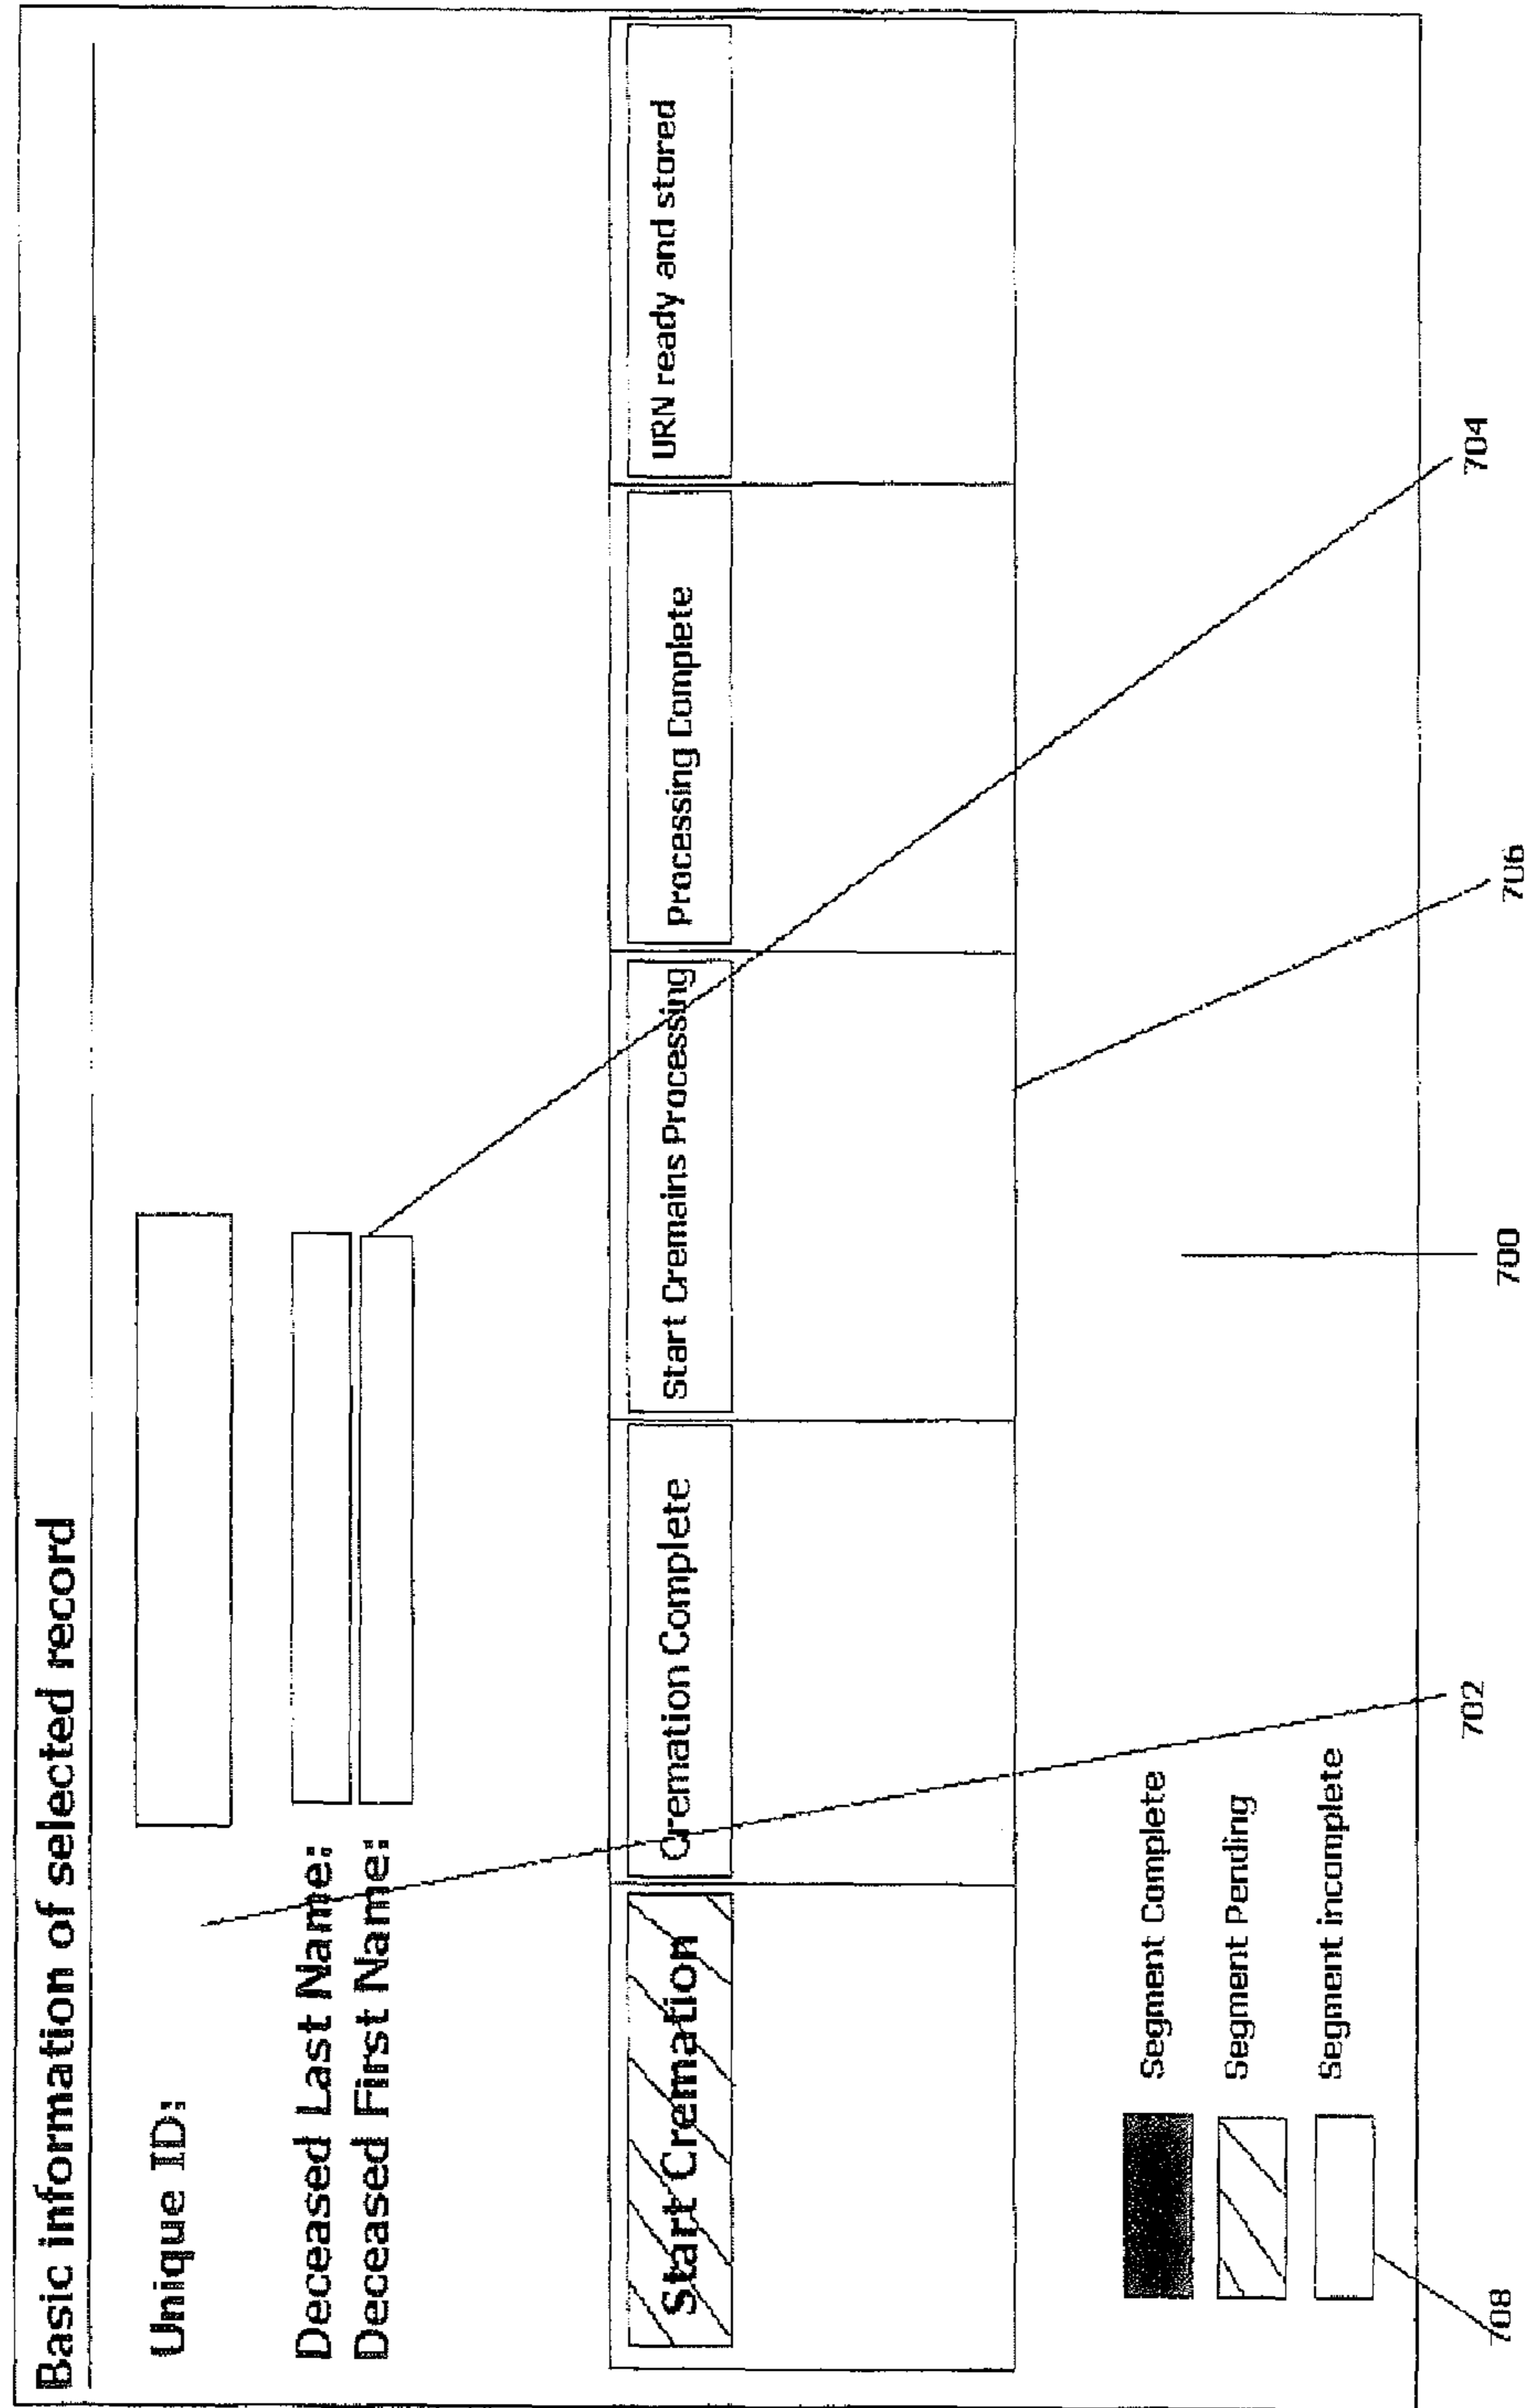 Basic information of selected record
Unique ID:
Deceased Last Name:
Deceased First Name:
Start Cremation
Cremation Complete
Start Cremains Processing
Processing Complete
URN ready and stored
Segment Complete
Segment Pending
Segment incomplete
708
702
700
706
704